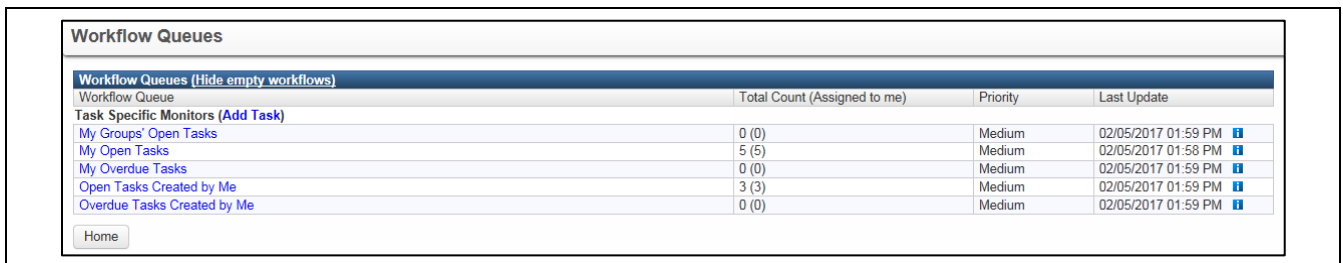 Workflow Queues
Workflow Queues (Hide empty workflows)
Workflow Queue Total Count (Assigned to me) Priority Last Update
Task Specific Monitors (Add Task)
My Groups' Open Tasks 0 (0) Medium 02/05/2017 01:59 PM i
My Open Tasks 5 (5) Medium 02/05/2017 01:58 PM i
My Overdue Tasks 0 (0) Medium 02/05/2017 01:59 PM i
Open Tasks Created by Me 3 (3) Medium 02/05/2017 01:59 PM i
Overdue Tasks Created by Me 0 (0) Medium 02/05/2017 01:59 PM i
Home